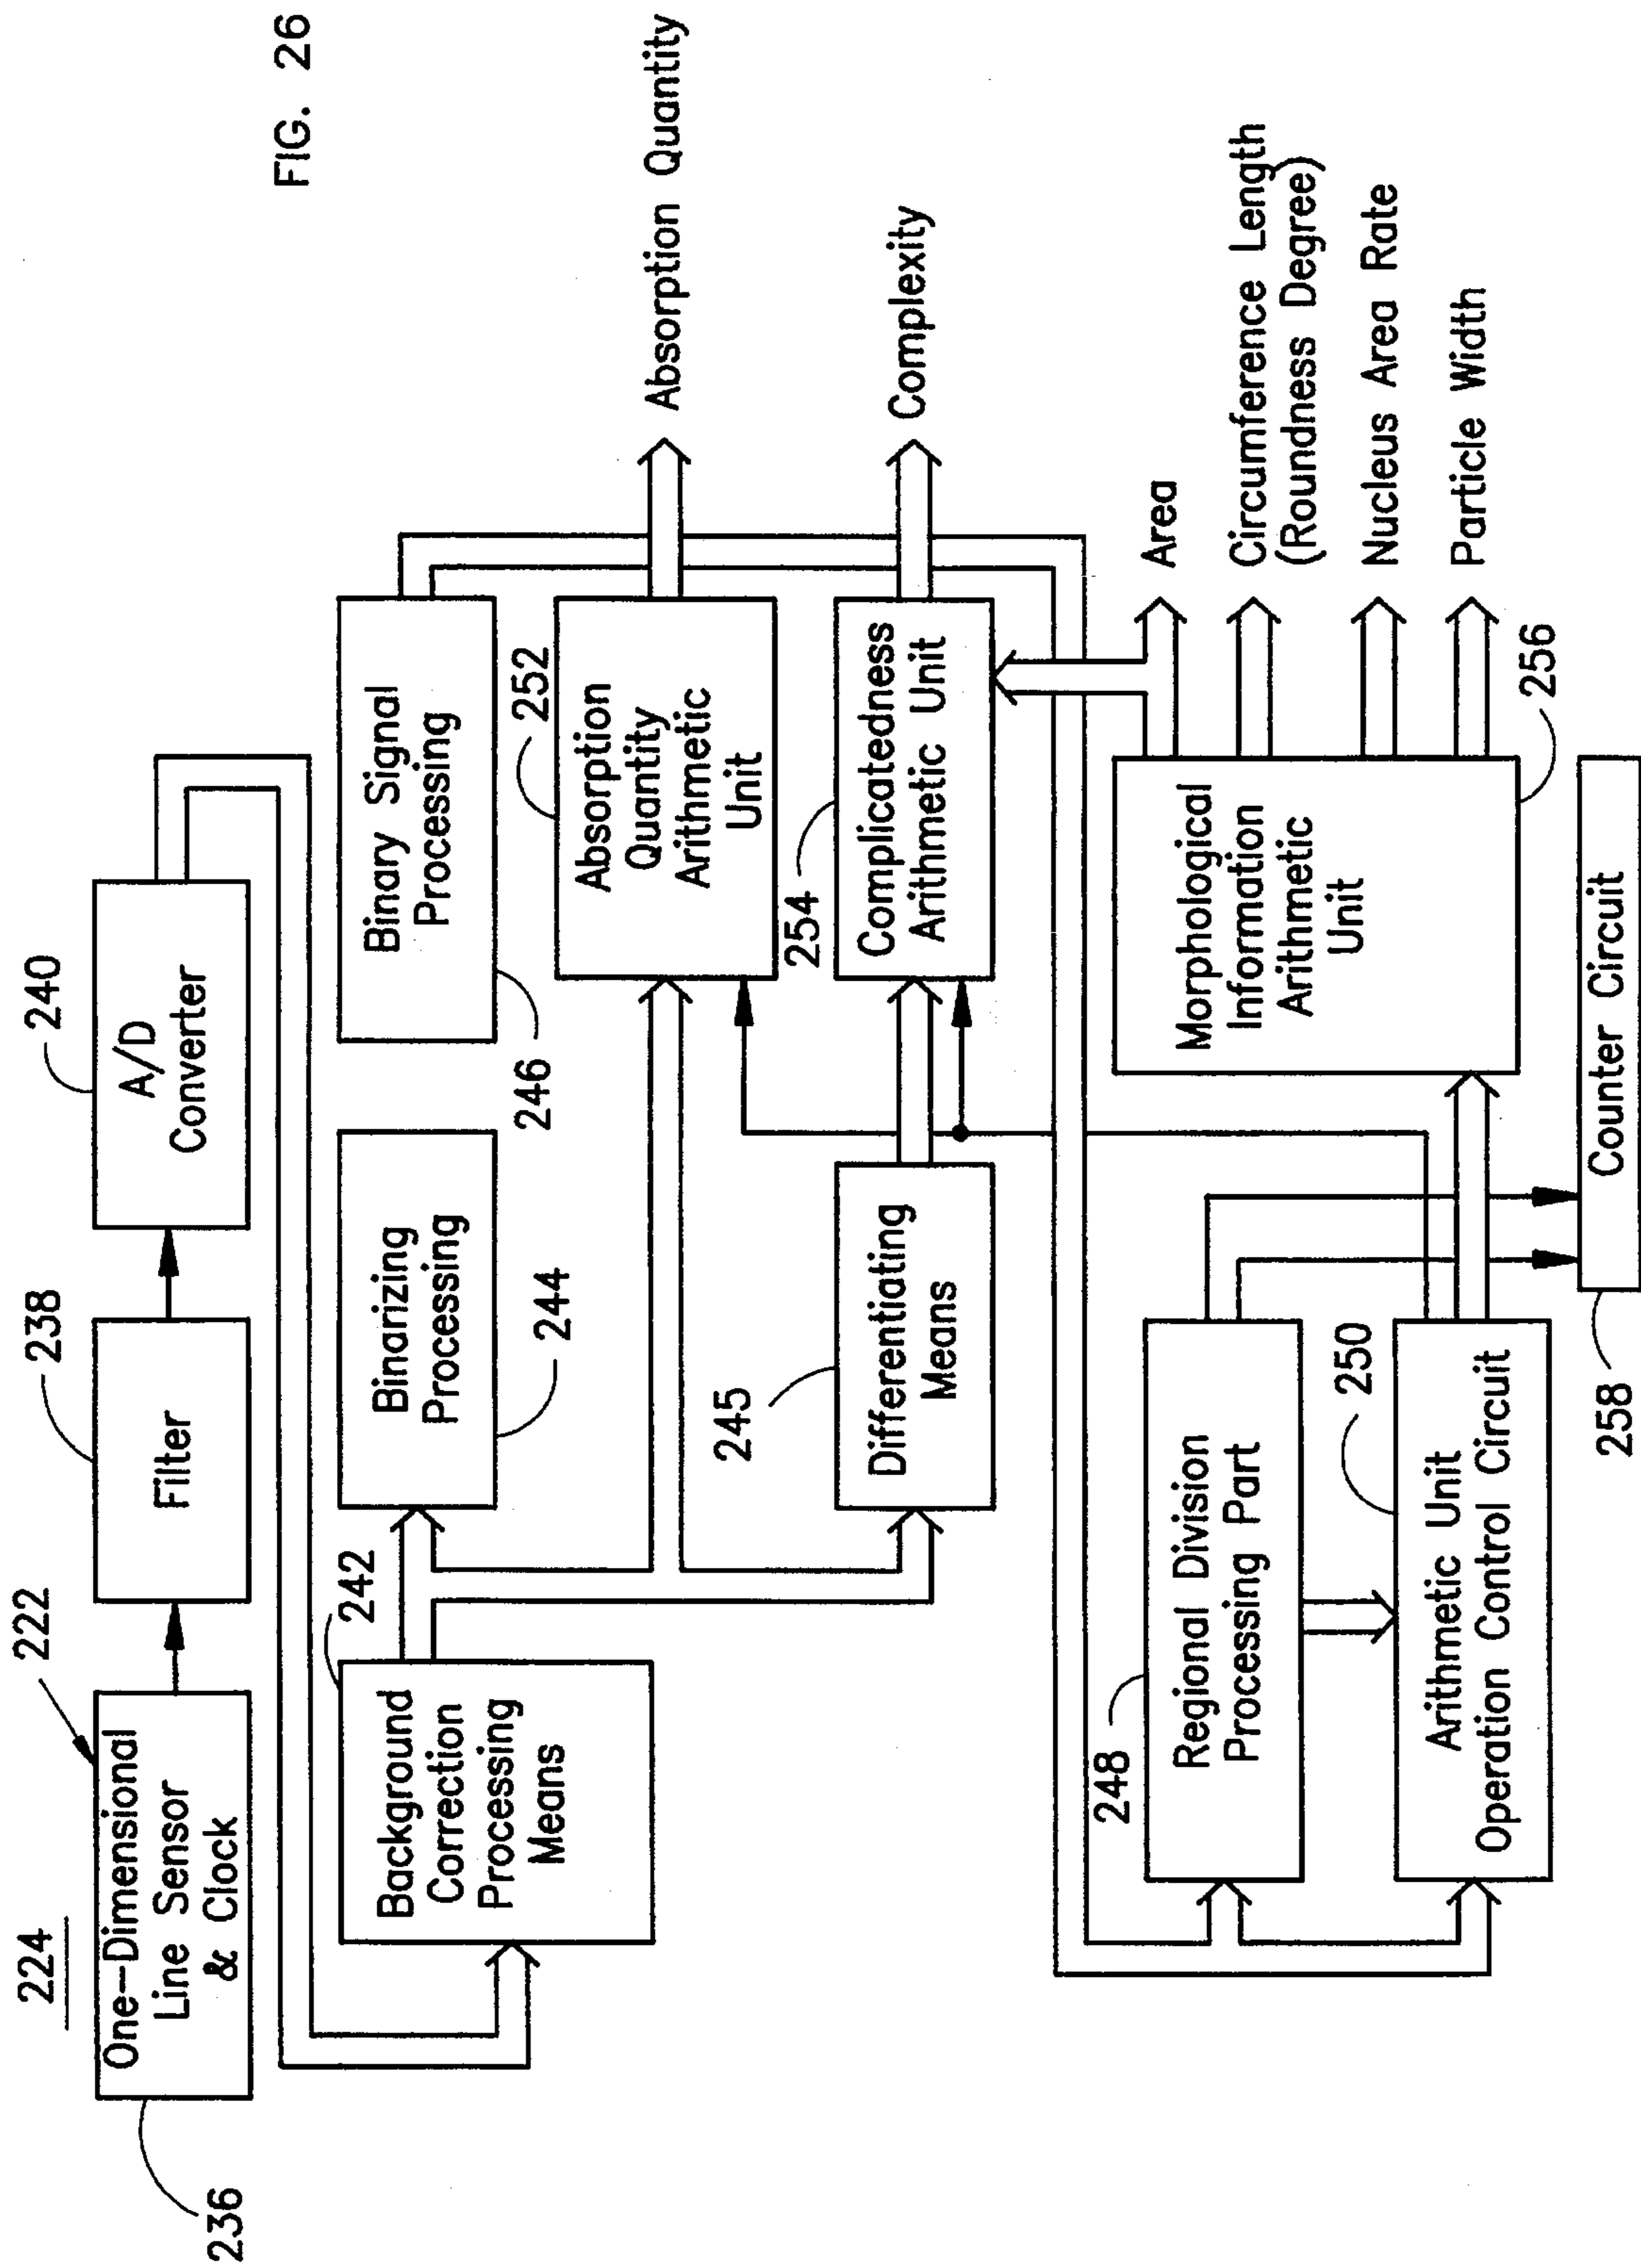 FIG. 26
224
222
One-Dimensional
Line Sensor
& Clock
236
238
Filter
240
A/D
Converter
242
Background
Correction
Processing
Means
Binarizing
Processing
244
Binary Signal
Processing
246
252
Absorption
Quantity
Arithmetic
Unit
Absorption Quantity
245
Differentiating
Means
254
Complicatedness
Arithmetic Unit
Complexity
248
Regional Division
Processing Part
250
Arithmetic Unit
Operation Control Circuit
Morphological
Information
Arithmetic
Unit
256
Area
Circumference Length
(Roundness Degree)
Nucleus Area Rate
Particle Width
258
Counter Circuit